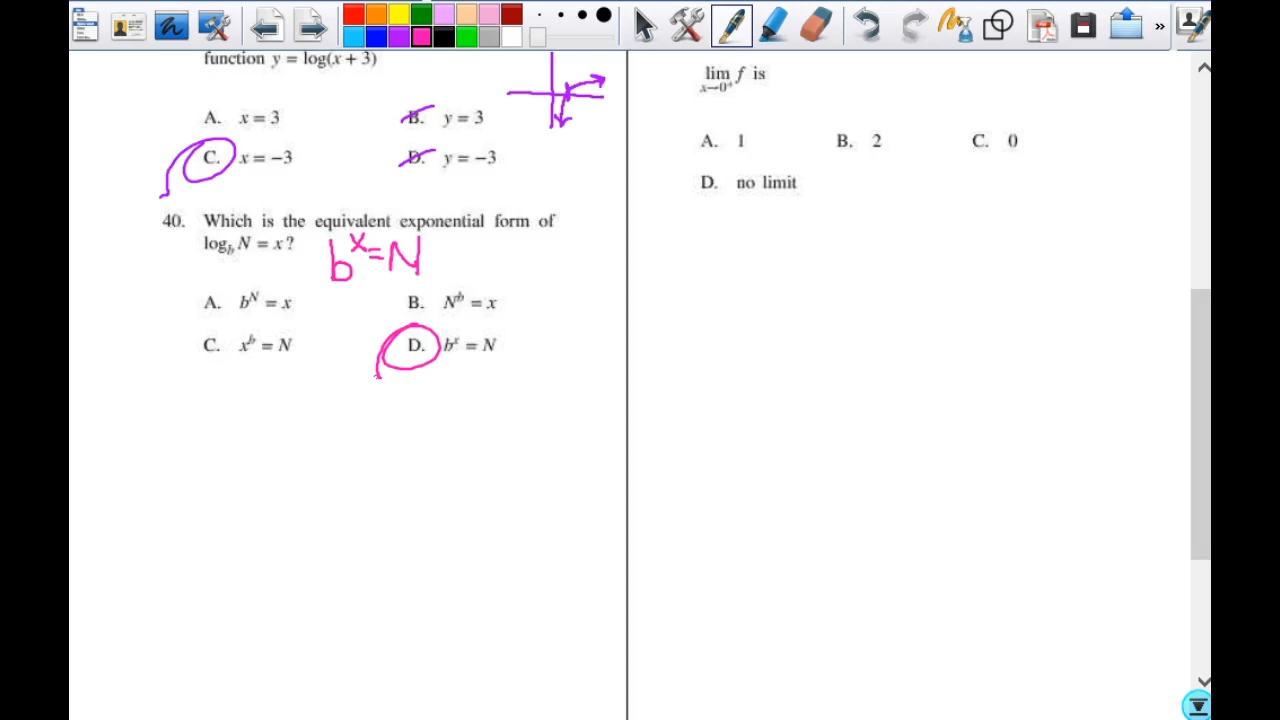 function y = log(x + 3)
A. x = 3 B. y = 3
C. x = −3 D. y = −3
40. Which is the equivalent exponential form of
log_b N = x ?
b^x = N
A. b^N = x B. N^b = x
C. x^b = N D. b^x = N
lim f is
x→0⁺
A. 1 B. 2 C. 0
D. no limit